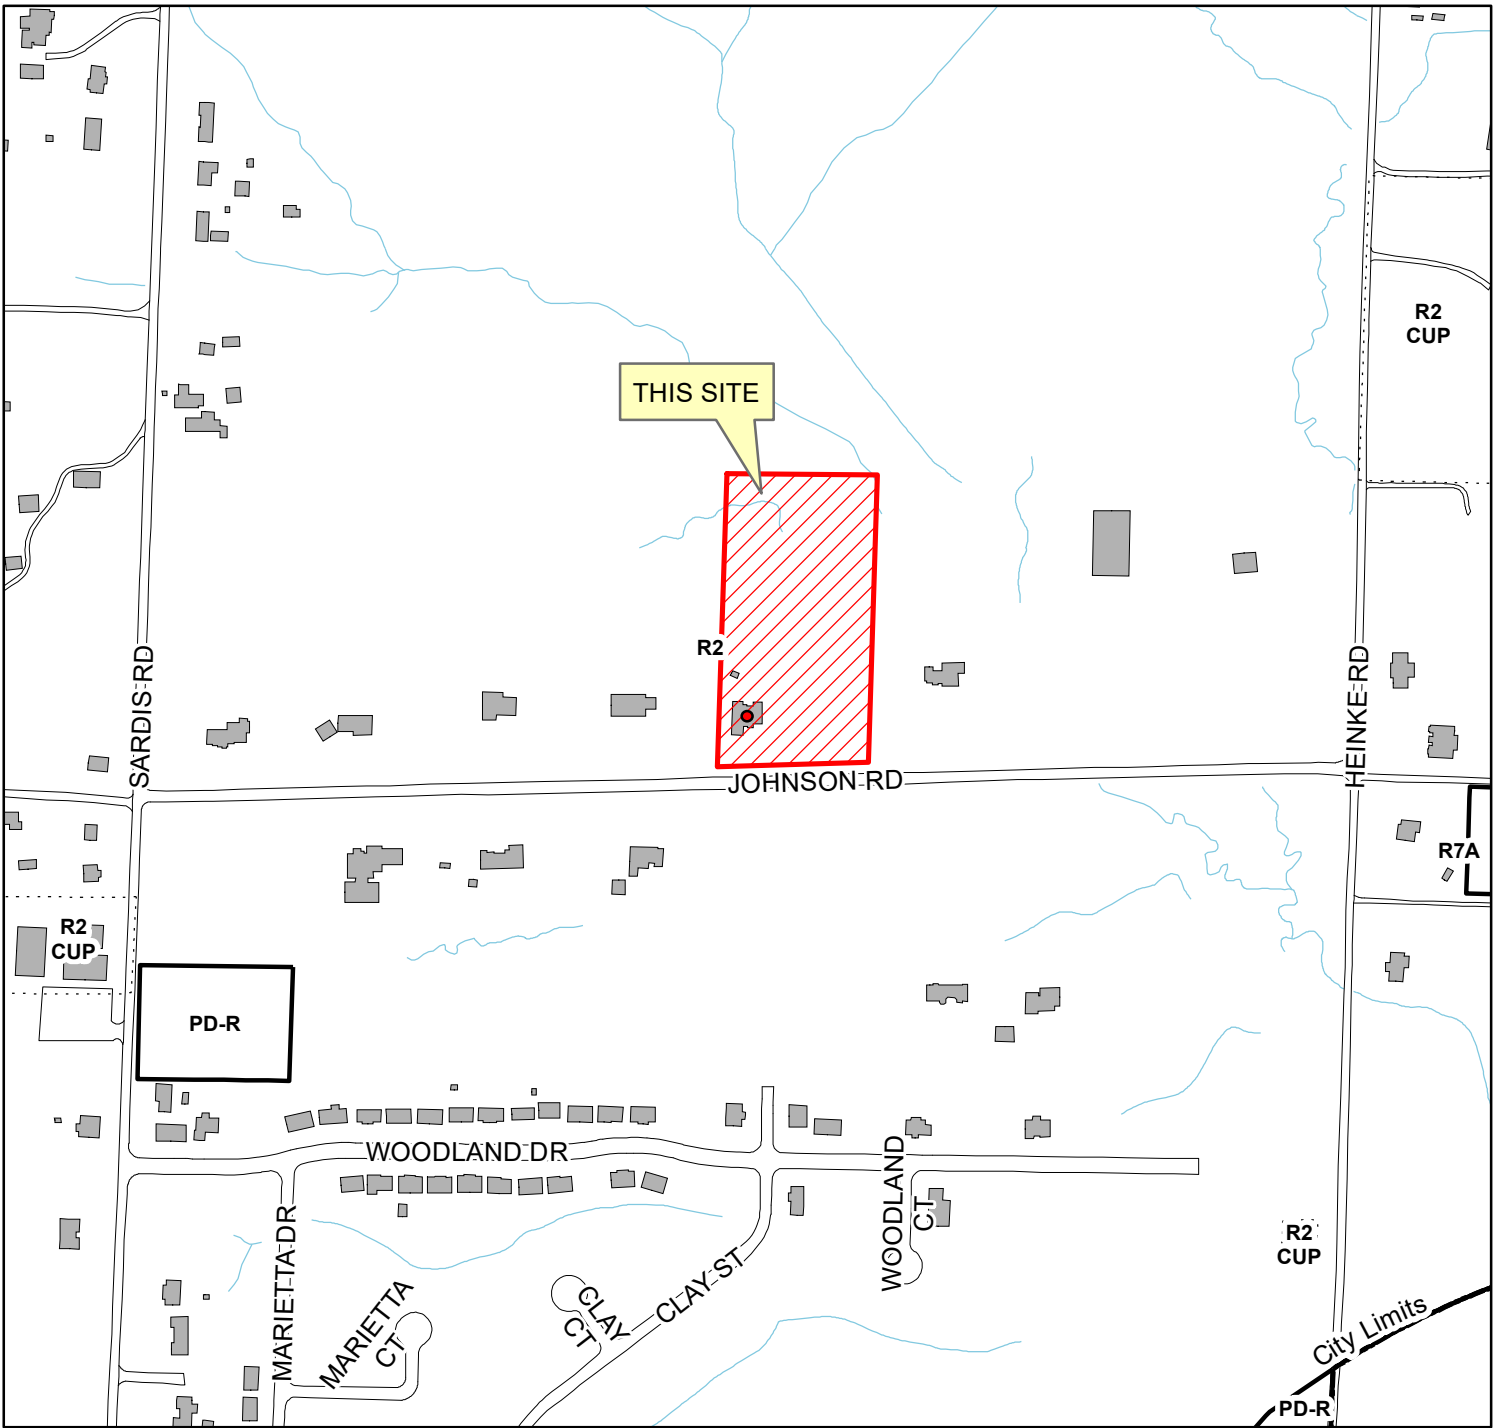 R2
CUP
THIS SITE
R2
SARDIS RD
HEINKE RD
JOHNSON RD
R7A
R2
CUP
PD-R
WOODLAND DR
WOODLAND
CT
MARIETTA DR
MARIETTA
CT
CLAY
CT
CLAY ST
R2
CUP
City Limits
PD-R